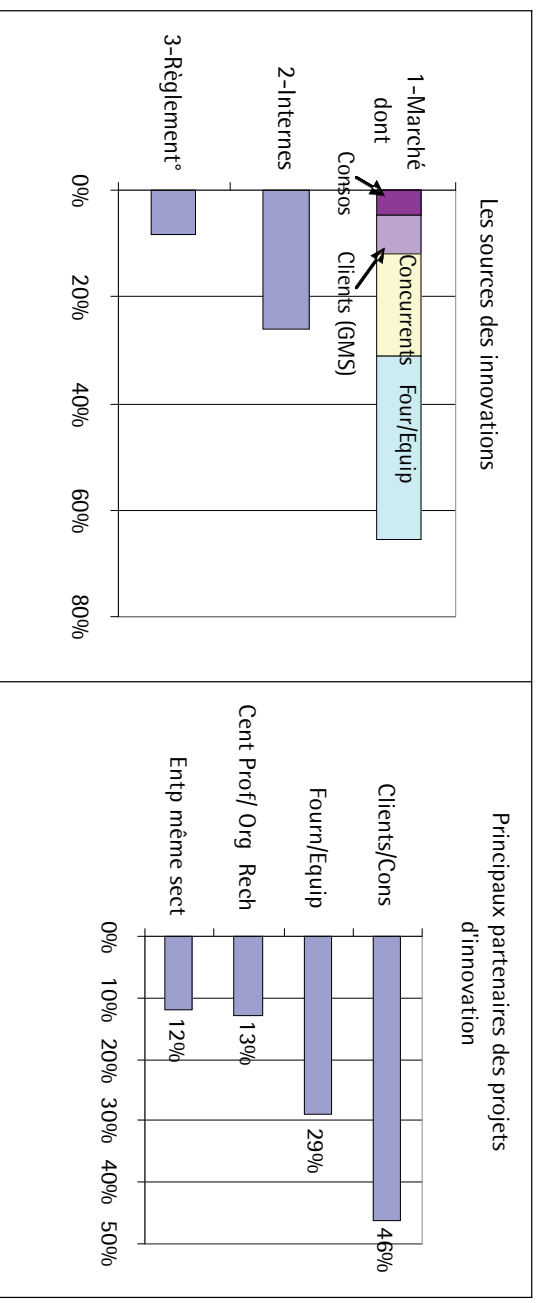 Les sources des innovations
1-Marché
dont
Consos
Clients (GMS)
Concurrents
Four/Equip
2-Internes
3-Règlement°
0%
20%
40%
60%
80%
Principaux partenaires des projets
d'innovation
Clients/Cons
46%
Fourn/Equip
29%
Cent Prof/ Org Rech
13%
Entp même sect
12%
0%
10%
20%
30%
40%
50%